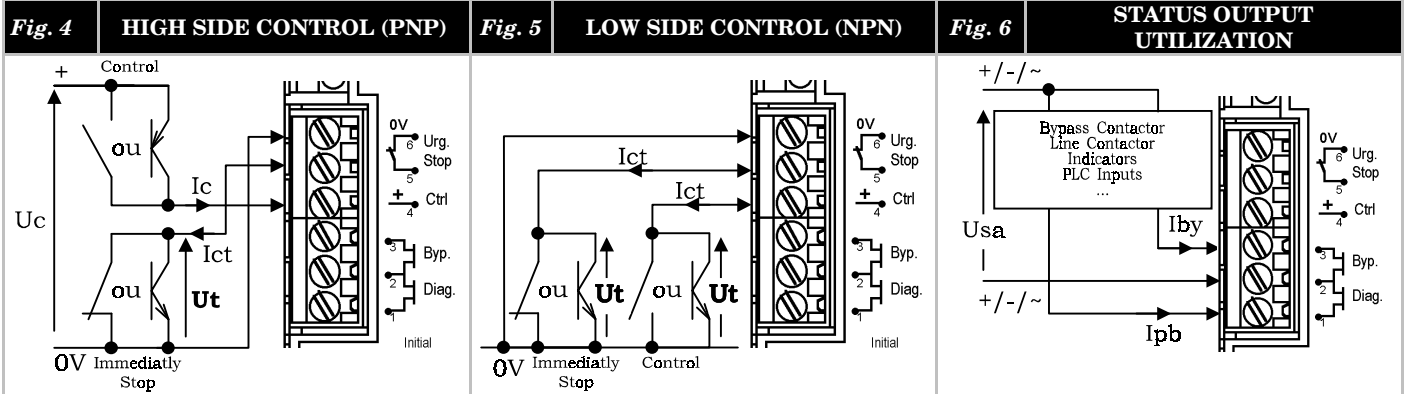 Fig. 4
HIGH SIDE CONTROL (PNP)
+
Control
ou
Ic
Uc
Ict
ou
Ut
0V
Immediatly
Stop
0V
6
Urg.
Stop
5
+
Ctrl
4
3
Byp.
2
Diag.
1
Initial
Fig. 5
LOW SIDE CONTROL (NPN)
Ict
Ict
ou
Ut
ou
Ut
0V
Immediatly
Stop
Control
0V
6
Urg.
Stop
5
+
Ctrl
4
3
Byp.
2
Diag.
1
Initial
Fig. 6
STATUS OUTPUT
UTILIZATION
+/-/~
Bypass Contactor
Line Contactor
Indicators
PLC Inputs
...
Usa
Iby
+/-/~
Ipb
0V
6
Urg.
Stop
5
+
Ctrl
4
3
Byp.
2
Diag.
1